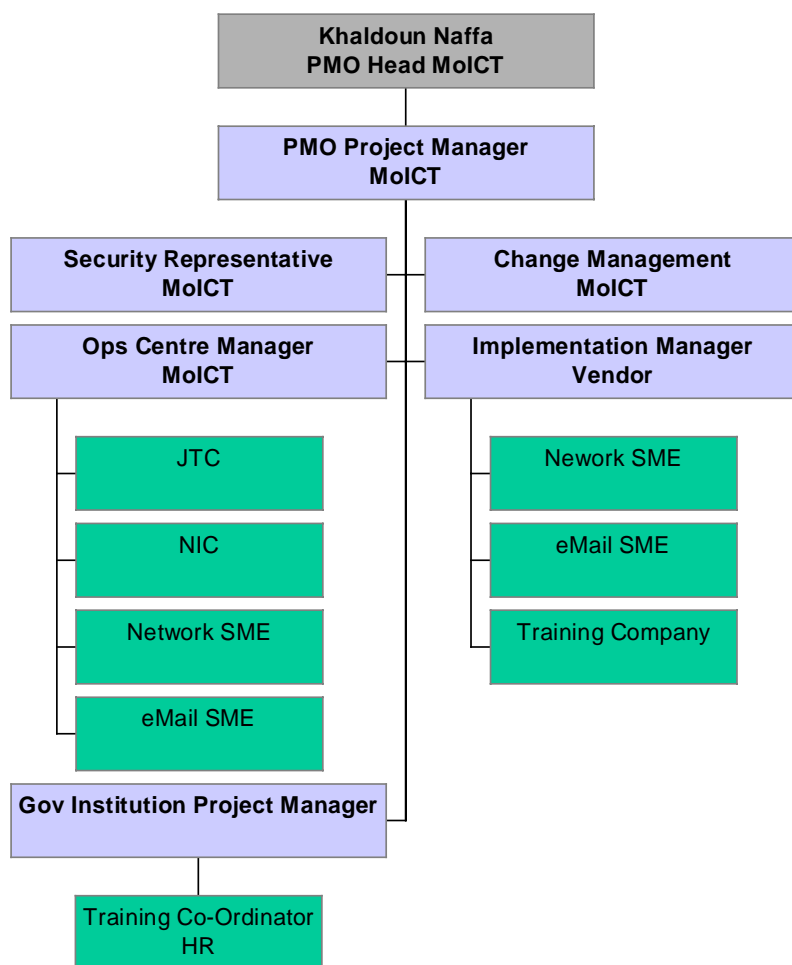 Khaldoun Naffa
PMO Head MoICT
PMO Project Manager
MoICT
Security Representative
MoICT
Change Management
MoICT
Ops Centre Manager
MoICT
Implementation Manager
Vendor
JTC
NIC
Network SME
eMail SME
Nework SME
eMail SME
Training Company
Gov Institution Project Manager
Training Co-Ordinator
HR